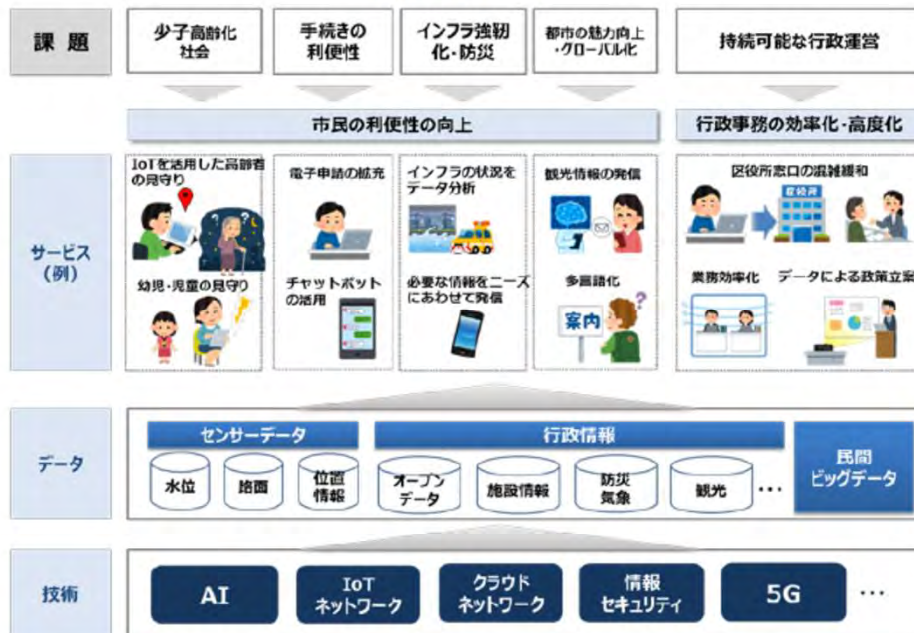 課 題
少子高齢化
社会
手続きの
利便性
インフラ強靭
化・防災
都市の魅力向上
・グローバル化
持続可能な行政運営
市民の利便性の向上
行政事務の効率化・高度化
サービス
(例)
IoTを活用した高齢者
の見守り
幼児・児童の見守り
電子申請の拡充
チャットボット
の活用
インフラの状況を
データ分析
必要な情報をニーズ
にあわせて発信
観光情報の発信
多言語化
案内
区役所窓口の混雑緩和
区役所
業務効率化
データによる政策立案
データ
センサーデータ
水位
路面
位置
情報
行政情報
オープン
データ
施設情報
防災
気象
観光
…
民間
ビッグデータ
技術
AI
IoT
ネットワーク
クラウド
ネットワーク
情報
セキュリティ
5G
…